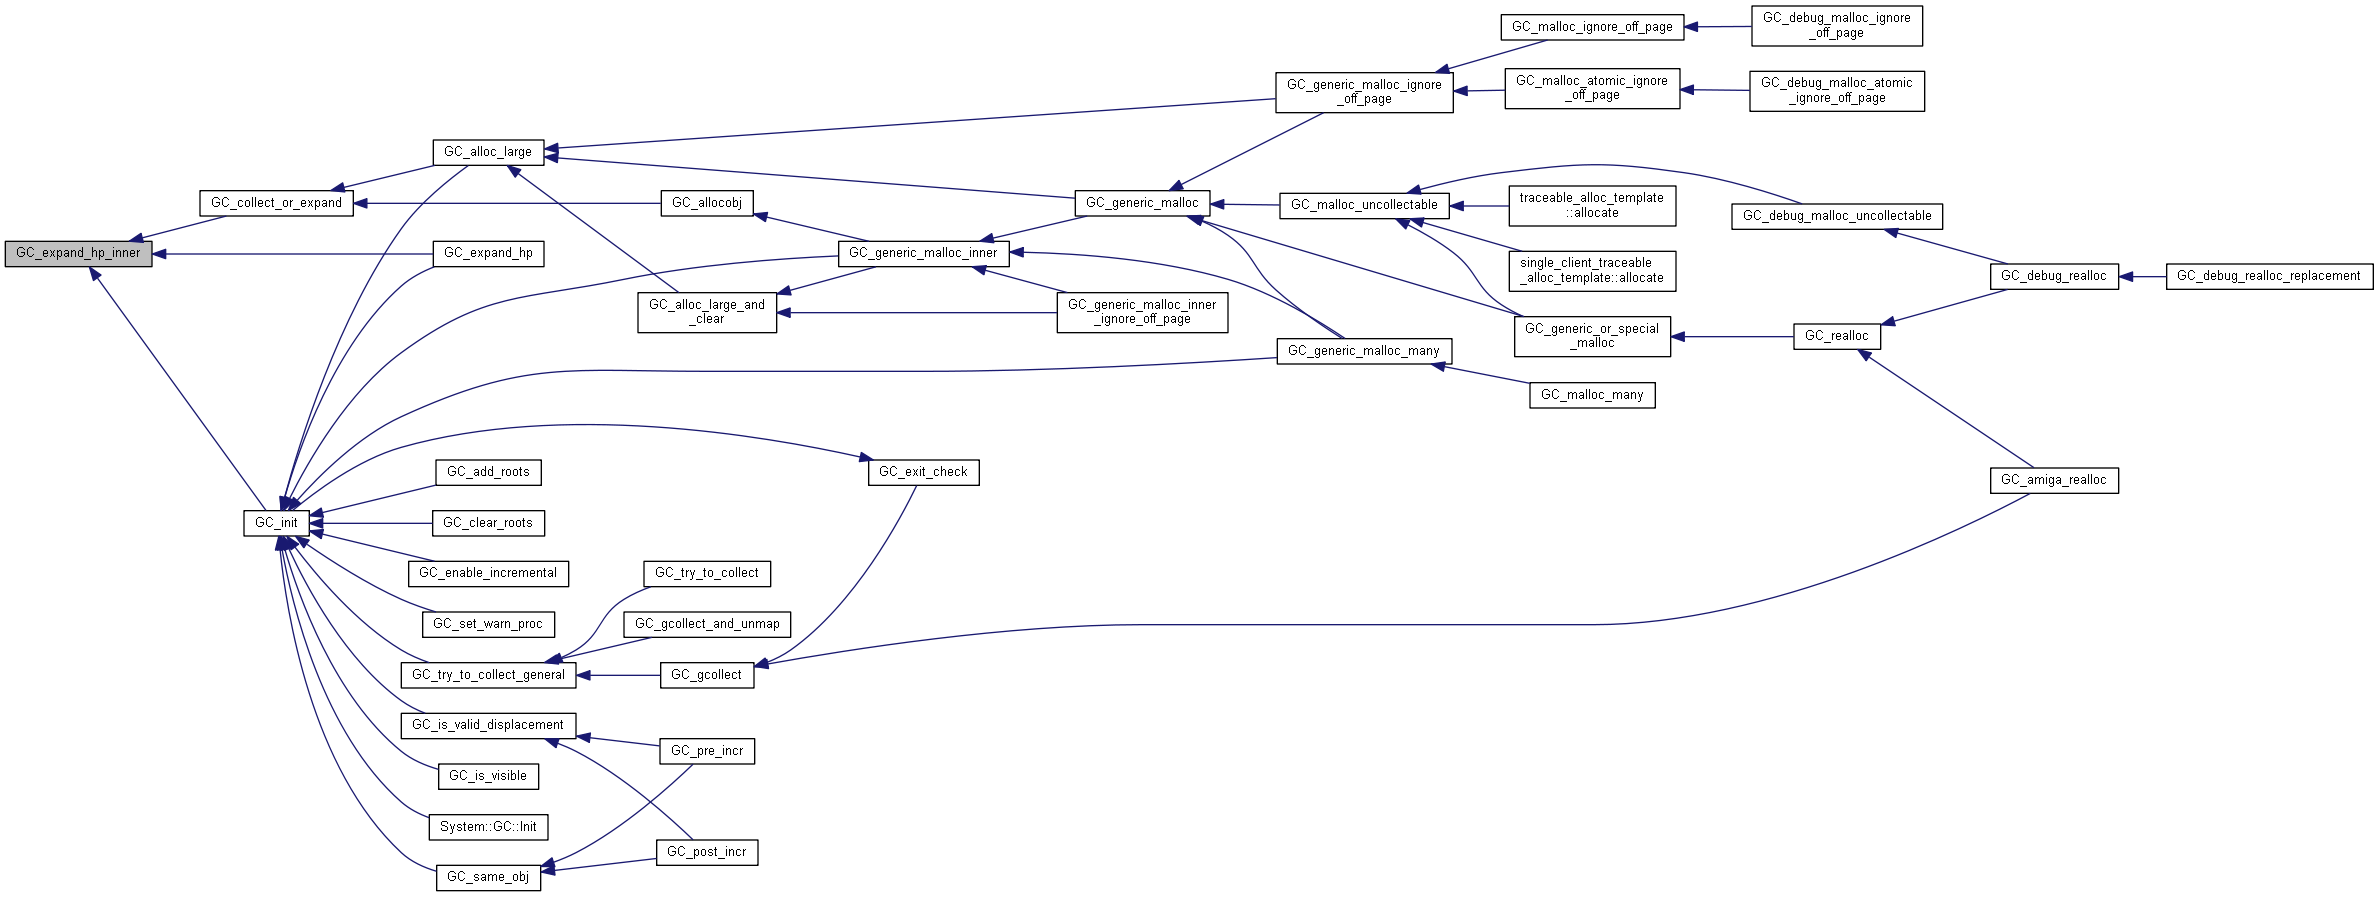 GC_expand_hp_inner
GC_collect_or_expand
GC_init
GC_alloc_large
GC_expand_hp
GC_add_roots
GC_clear_roots
GC_enable_incremental
GC_set_warn_proc
GC_try_to_collect_general
GC_is_valid_displacement
GC_is_visible
System::GC::Init
GC_same_obj
GC_allocobj
GC_alloc_large_and
_clear
GC_try_to_collect
GC_gcollect_and_unmap
GC_gcollect
GC_pre_incr
GC_post_incr
GC_generic_malloc_inner
GC_exit_check
GC_generic_malloc
GC_generic_malloc_inner
_ignore_off_page
GC_generic_malloc_ignore
_off_page
GC_malloc_uncollectable
GC_generic_malloc_many
GC_malloc_ignore_off_page
GC_malloc_atomic_ignore
_off_page
traceable_alloc_template
::allocate
single_client_traceable
_alloc_template::allocate
GC_generic_or_special
_malloc
GC_malloc_many
GC_debug_malloc_ignore
_off_page
GC_debug_malloc_atomic
_ignore_off_page
GC_debug_malloc_uncollectable
GC_realloc
GC_debug_realloc
GC_amiga_realloc
GC_debug_realloc_replacement